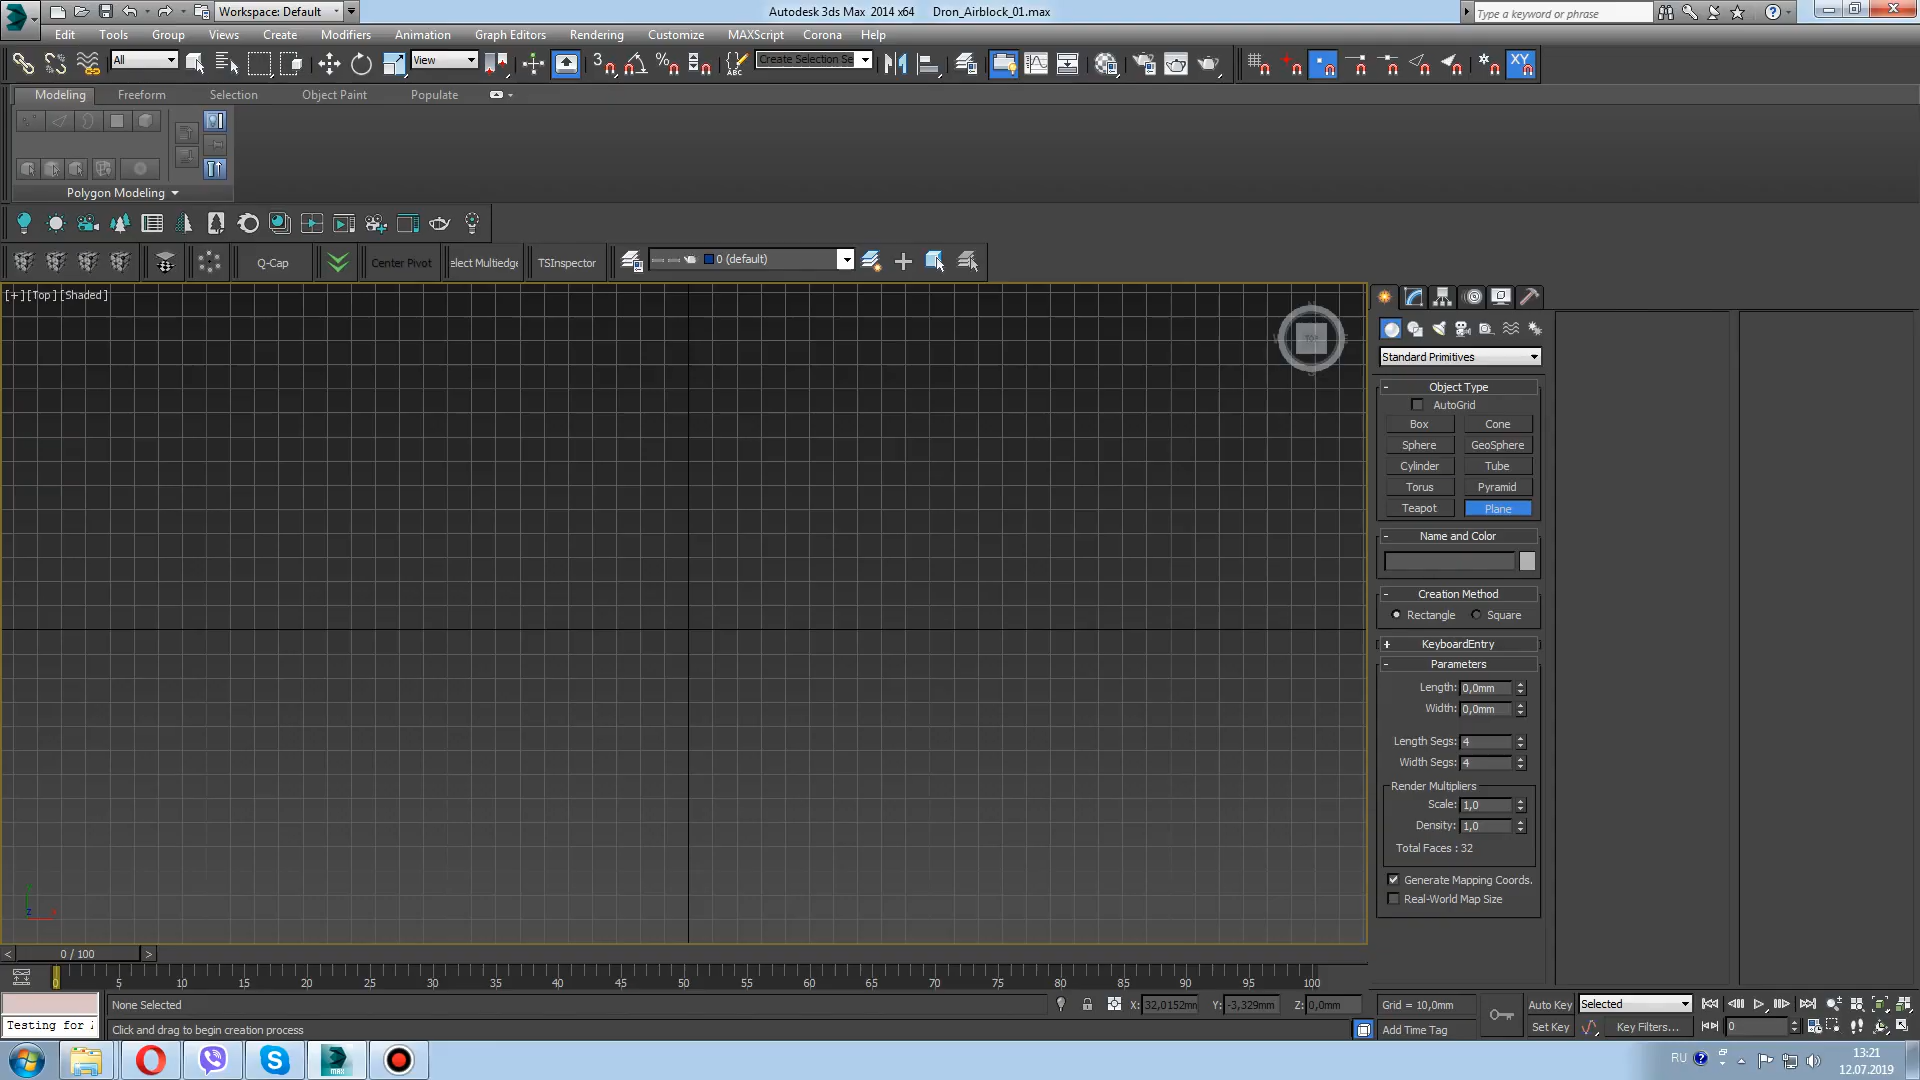 Workspace: Default
Autodesk 3ds Max 2014 x64 Dron_Airblock_01.max
Type a keyword or phrase
Edit Tools Group Views Create Modifiers Animation Graph Editors Rendering Customize MAXScript Corona Help
All
View
Create Selection Se
XY
Modeling Freeform Selection Object Paint Populate
Polygon Modeling
Q-Cap Center Pivot elect Multiedge TSInspector 0 (default)
[+] [Top] [Shaded]
TOP
Standard Primitives
Object Type
AutoGrid
Box Cone
Sphere GeoSphere
Cylinder Tube
Torus Pyramid
Teapot Plane
Name and Color
Creation Method
Rectangle Square
KeyboardEntry
Parameters
Length: 0,0mm
Width: 0,0mm
Length Segs: 4
Width Segs: 4
Render Multipliers
Scale: 1,0
Density: 1,0
Total Faces : 32
Generate Mapping Coords.
Real-World Map Size
0 / 100
0 5 10 15 20 25 30 35 40 45 50 55 60 65 70 75 80 85 90 95 100
None Selected X: 32,0152mm Y: -3,329mm Z: 0,0mm Grid = 10,0mm Auto Key Selected
Testing for Click and drag to begin creation process Add Time Tag Set Key Key Filters... 0
RU 13:21
12.07.2019